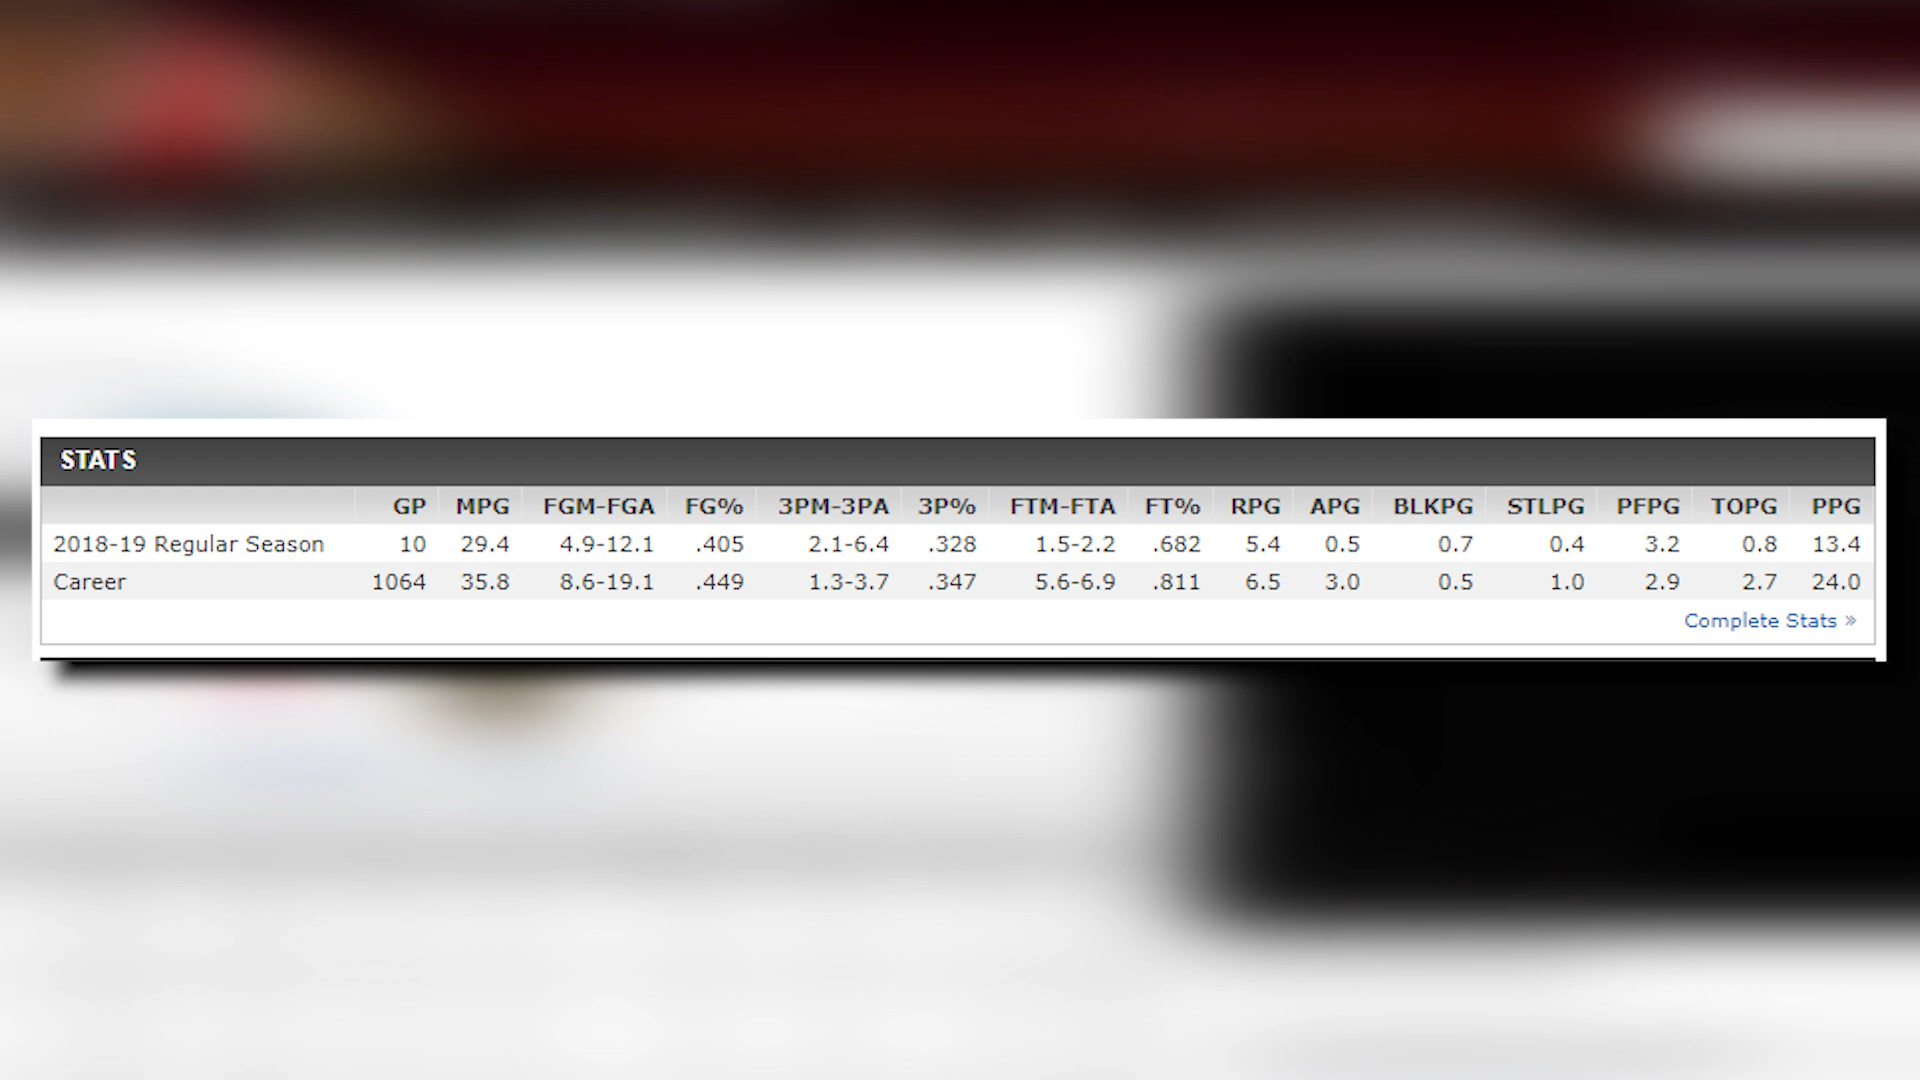 STATS
GP MPG FGM-FGA FG% 3PM-3PA 3P% FTM-FTA FT% RPG APG BLKPG STLPG PFPG TOPG PPG
2018-19 Regular Season 10 29.4 4.9-12.1 .405 2.1-6.4 .328 1.5-2.2 .682 5.4 0.5 0.7 0.4 3.2 0.8 13.4
Career 1064 35.8 8.6-19.1 .449 1.3-3.7 .347 5.6-6.9 .811 6.5 3.0 0.5 1.0 2.9 2.7 24.0
Complete Stats »